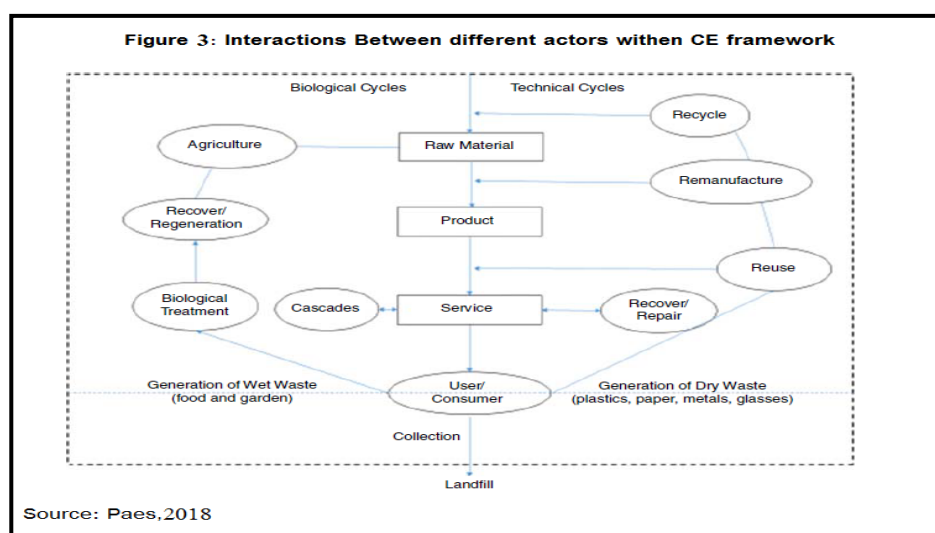 Figure 3: Interactions Between different actors withen CE framework
Biological Cycles
Technical Cycles
Recycle
Agriculture
Raw Material
Remanufacture
Recover/
Regeneration
Product
Reuse
Biological
Treatment
Cascades
Service
Recover/
Repair
Generation of Wet Waste
(food and garden)
User/
Consumer
Generation of Dry Waste
(plastics, paper, metals, glasses)
Collection
Landfill
Source: Paes,2018